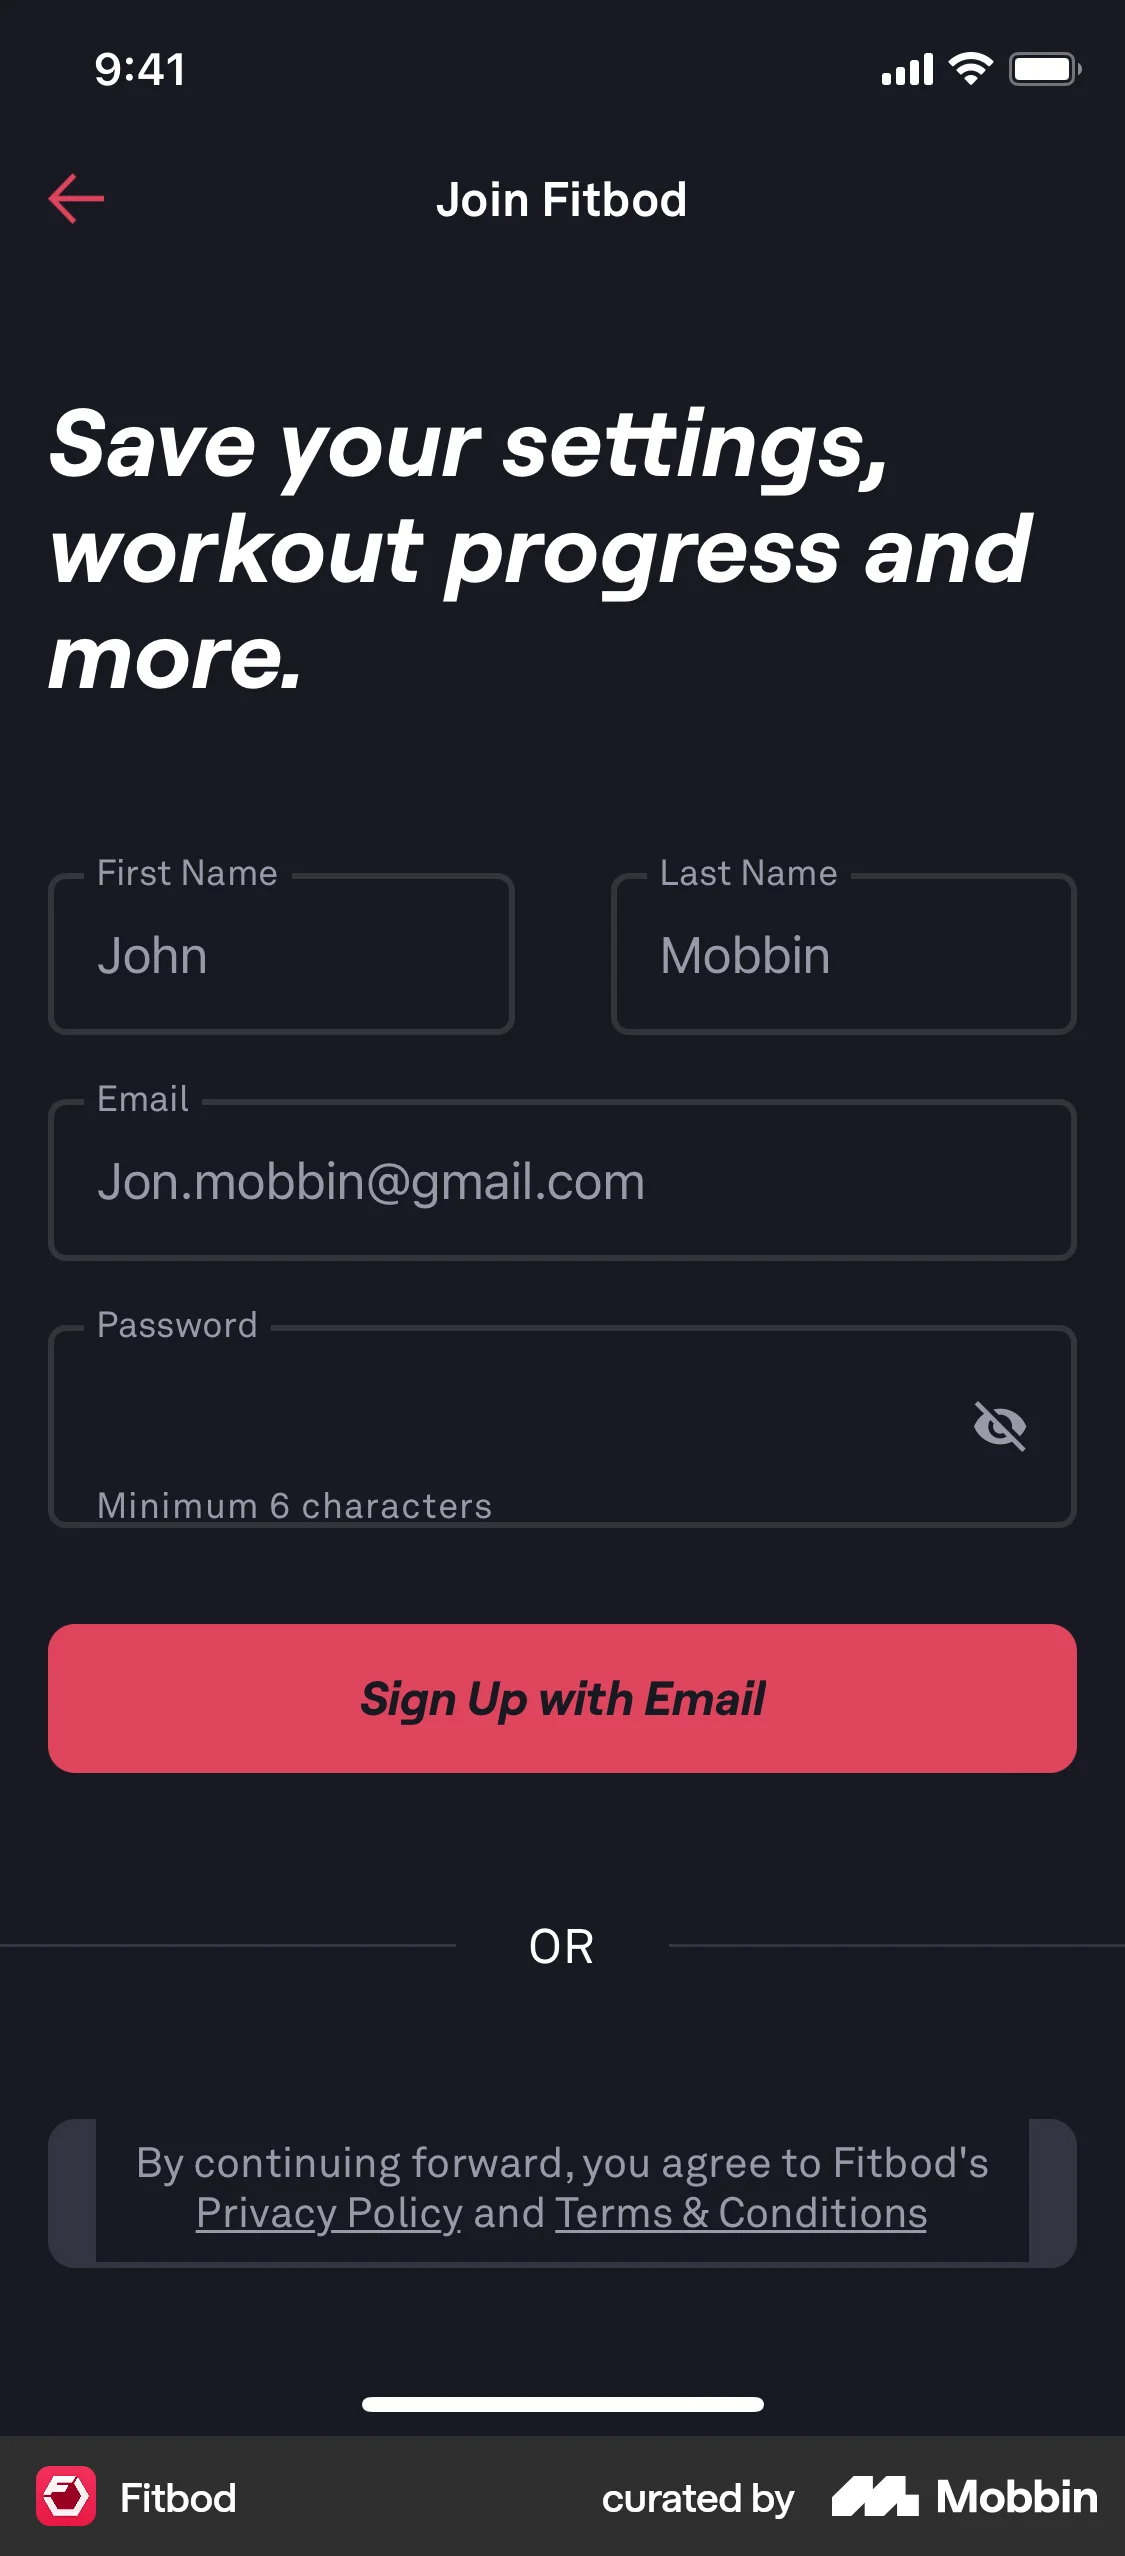 9:41
Join Fitbod
Save your settings,
workout progress and
more.
First Name
Last Name
John
Mobbin
Email
Jon.mobbin@gmail.com
Password
Minimum 6 characters
Sign Up with Email
OR
By continuing forward, you agree to Fitbod's
Privacy Policy and Terms & Conditions
Fitbod
curated by Mobbin